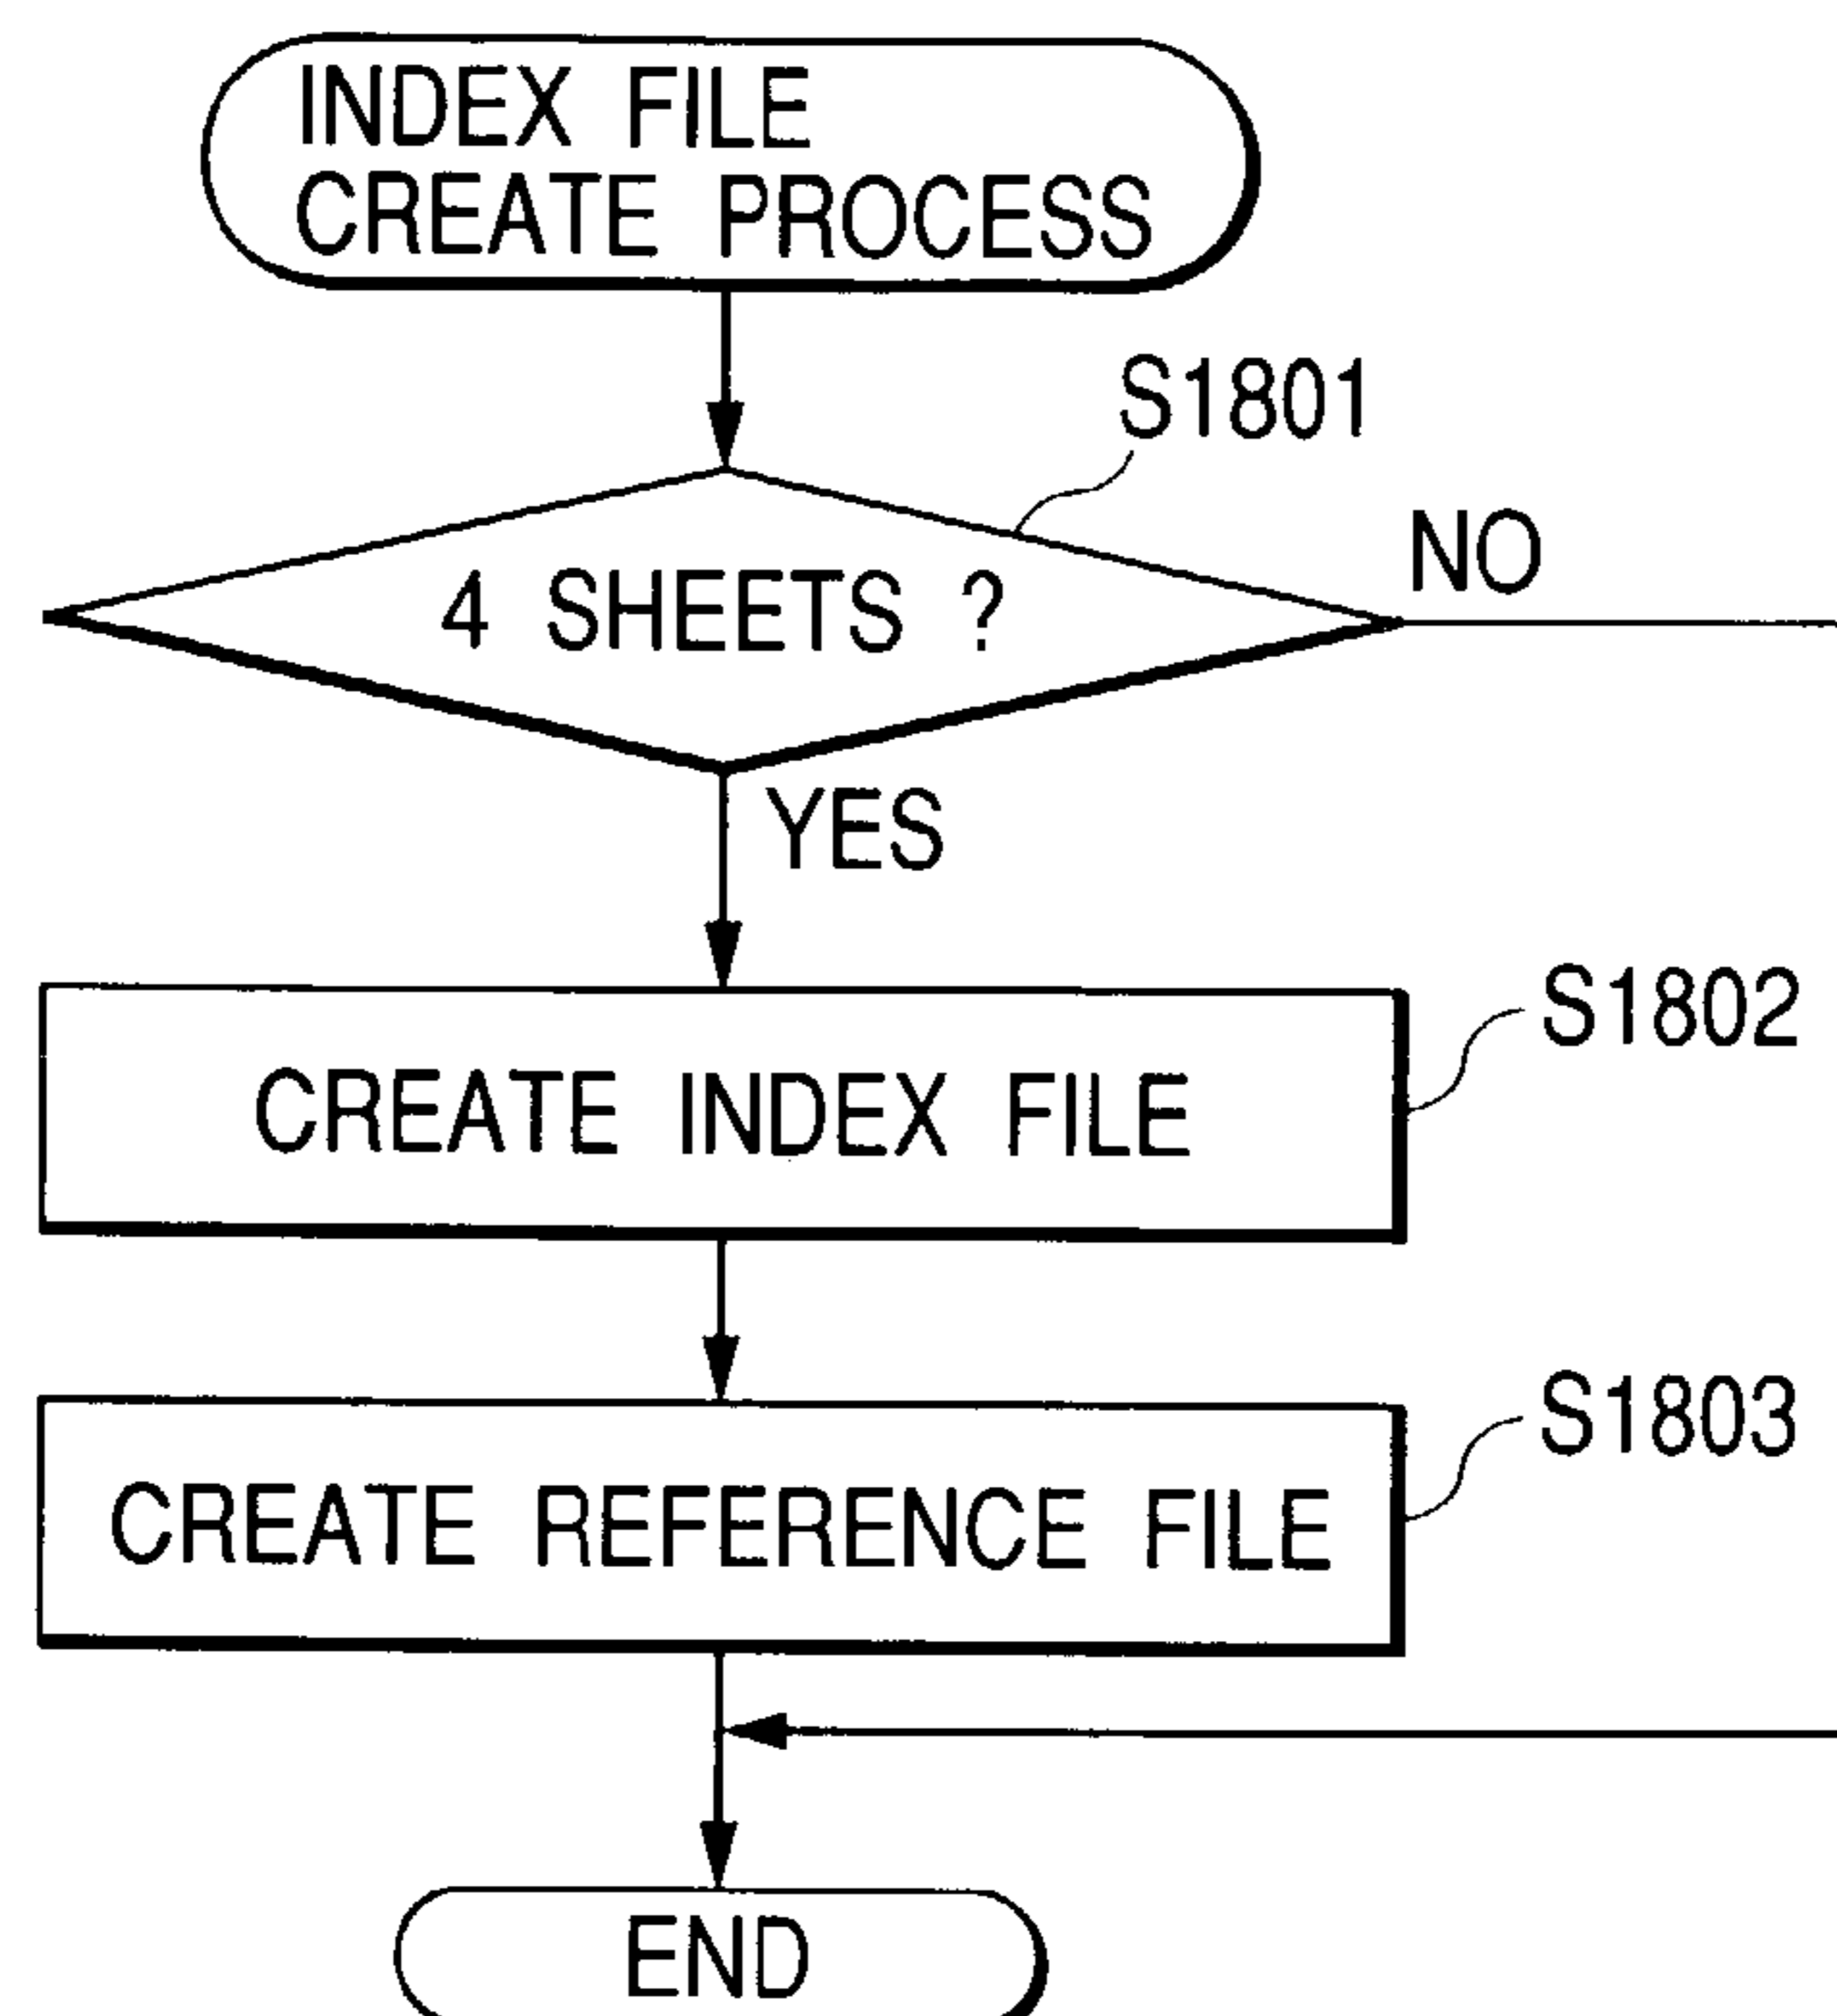 INDEX FILE
CREATE PROCESS
S1801
4 SHEETS ?
NO
YES
S1802
CREATE INDEX FILE
S1803
CREATE REFERENCE FILE
END